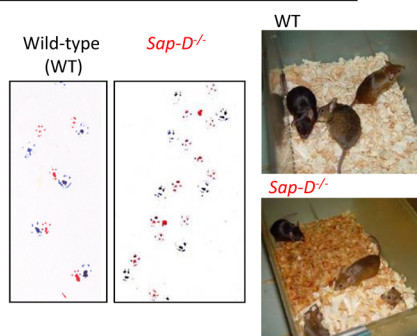 Wild-type
(WT)
Sap-D-/-
WT
Sap-D-/-